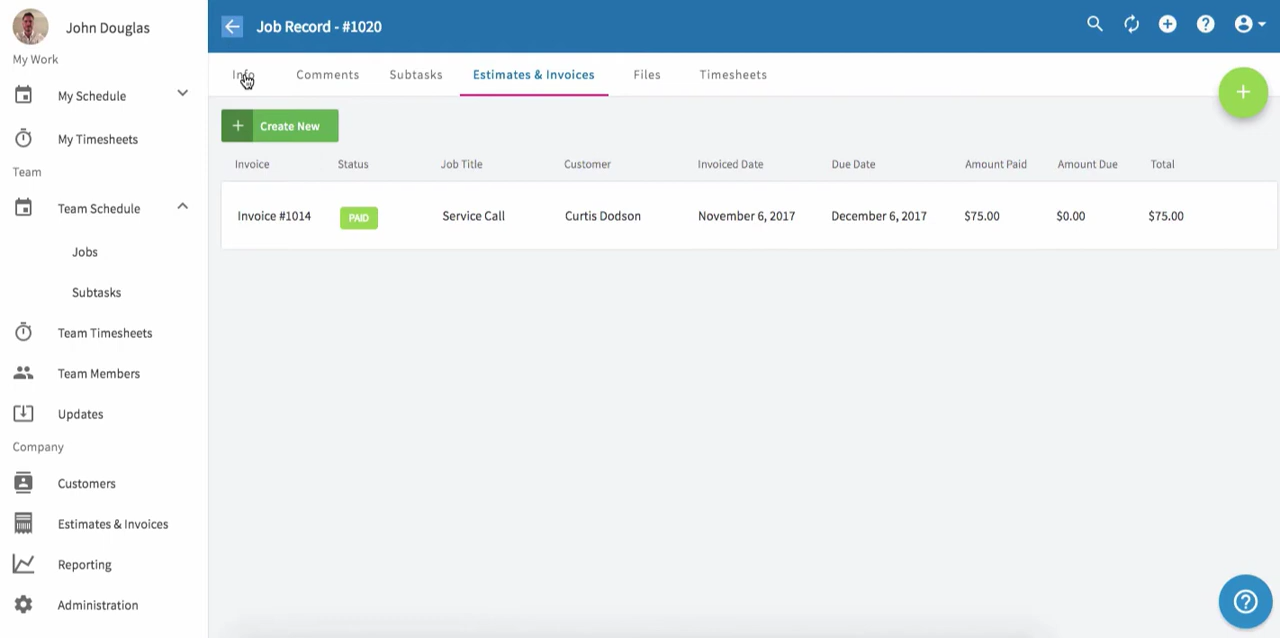 John Douglas
My Work
My Schedule
My Timesheets
Team
Team Schedule
Jobs
Subtasks
Team Timesheets
Team Members
Updates
Company
Customers
Estimates & Invoices
Reporting
Administration
Job Record - #1020
Info Comments Subtasks Estimates & Invoices Files Timesheets
+ Create New
Invoice Status Job Title Customer Invoiced Date Due Date Amount Paid Amount Due Total
Invoice #1014 PAID Service Call Curtis Dodson November 6, 2017 December 6, 2017 $75.00 $0.00 $75.00